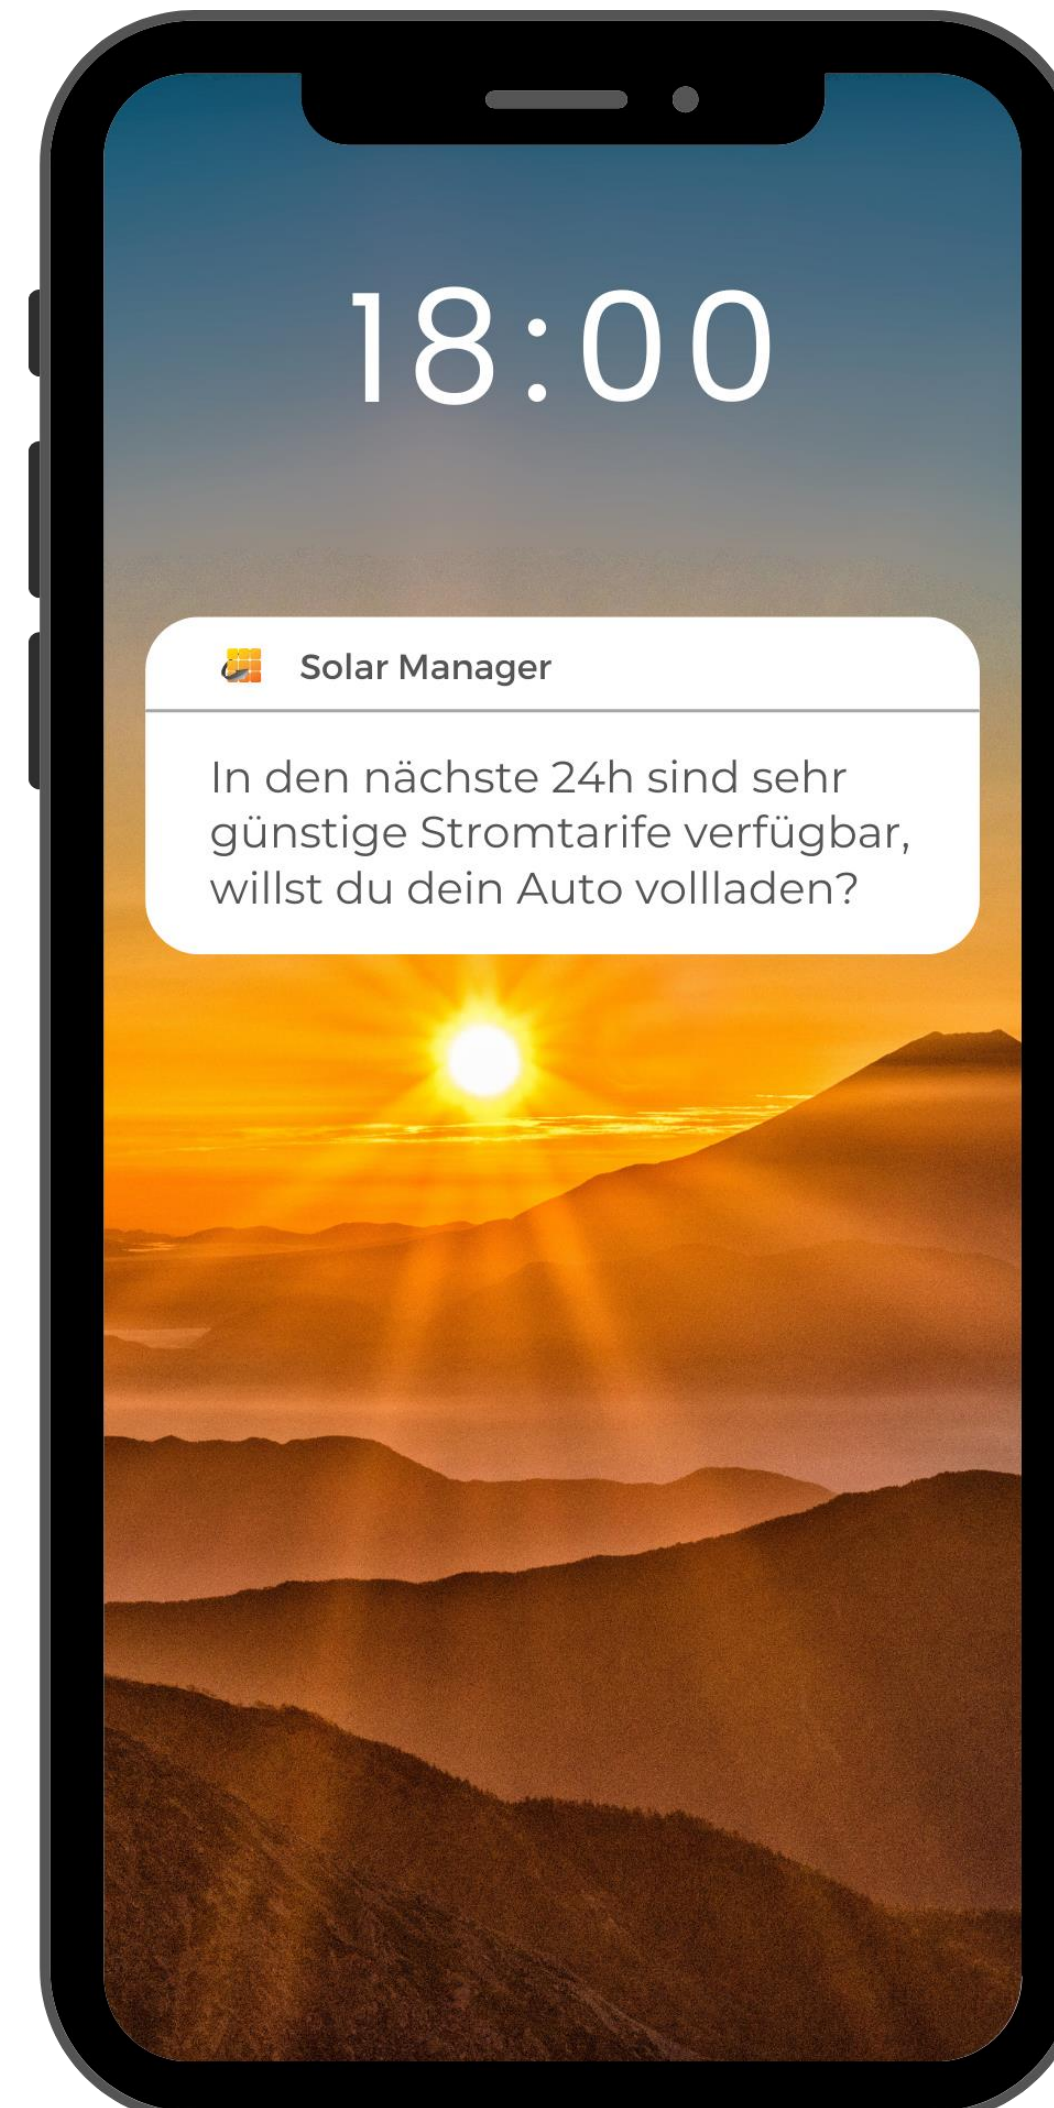 18:00
Solar Manager
In den nächste 24h sind sehr
günstige Stromtarife verfügbar,
willst du dein Auto vollladen?